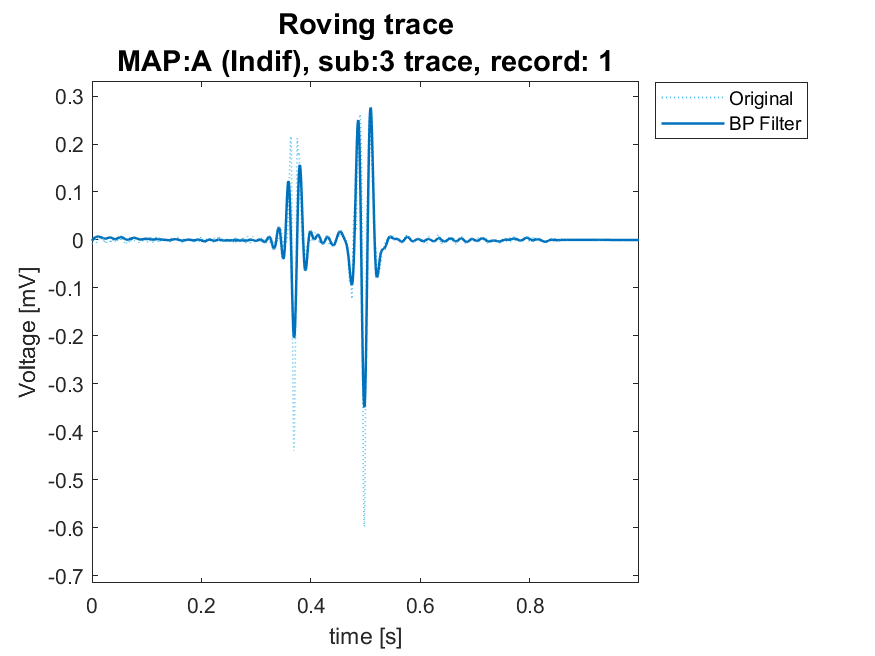 Roving trace
MAP:A (Indif), sub:3 trace, record: 1
Original
BP Filter
0.3
0.2
0.1
0
-0.1
-0.2
-0.3
-0.4
-0.5
-0.6
-0.7
Voltage [mV]
0
0.2
0.4
0.6
0.8
time [s]